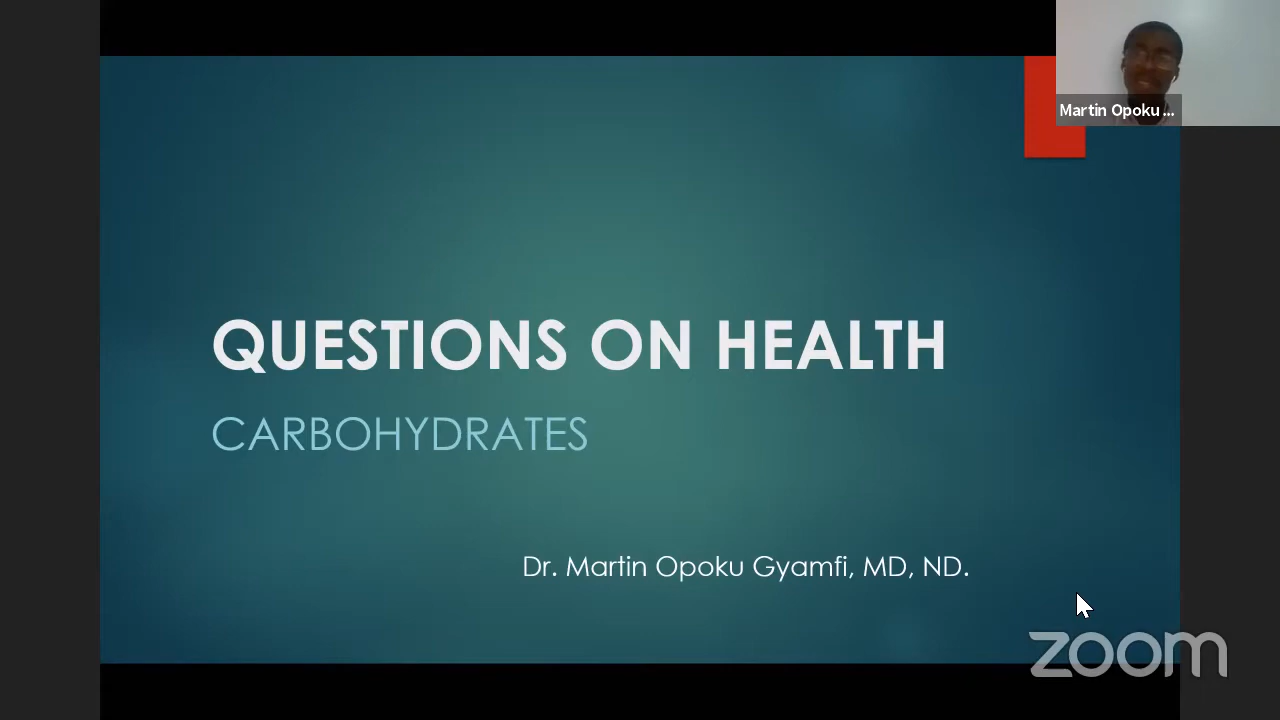 Martin Opoku ...
QUESTIONS ON HEALTH
CARBOHYDRATES
Dr. Martin Opoku Gyamfi, MD, ND.
zoom